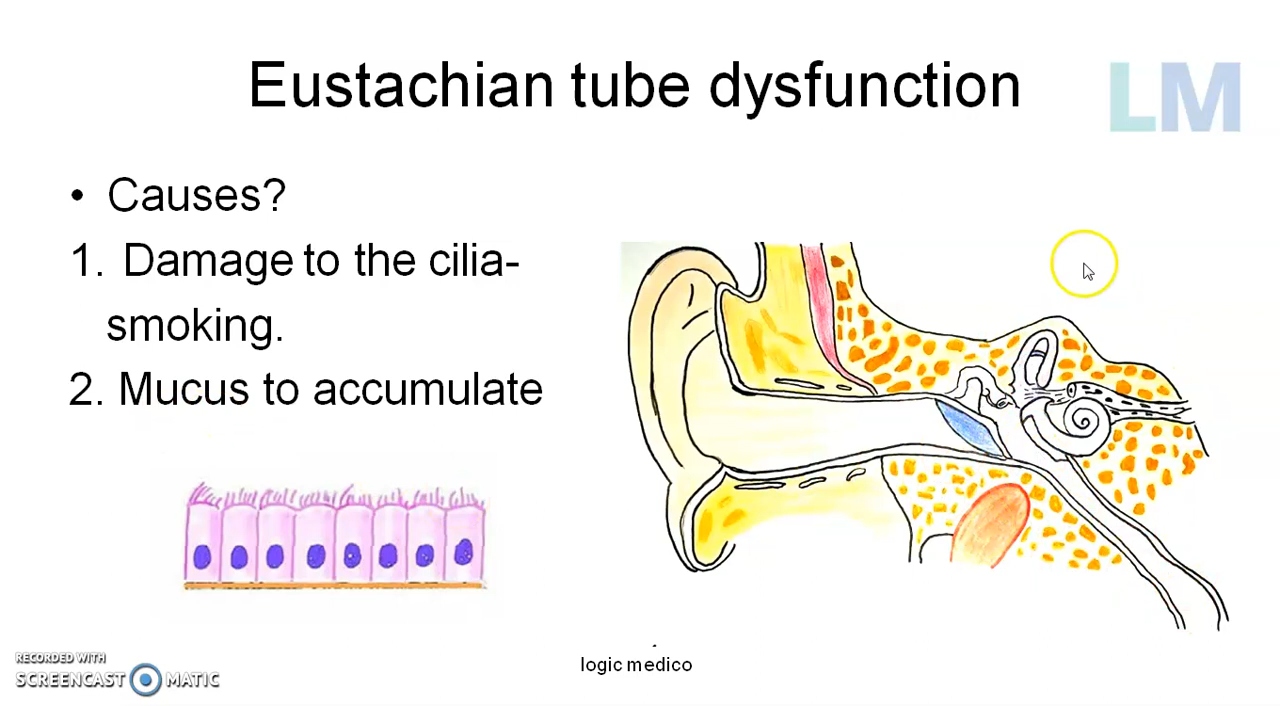 Eustachian tube dysfunction
LM
• Causes?
1. Damage to the cilia-
smoking.
2. Mucus to accumulate
RECORDED WITH
SCREENCAST MATIC
logic medico